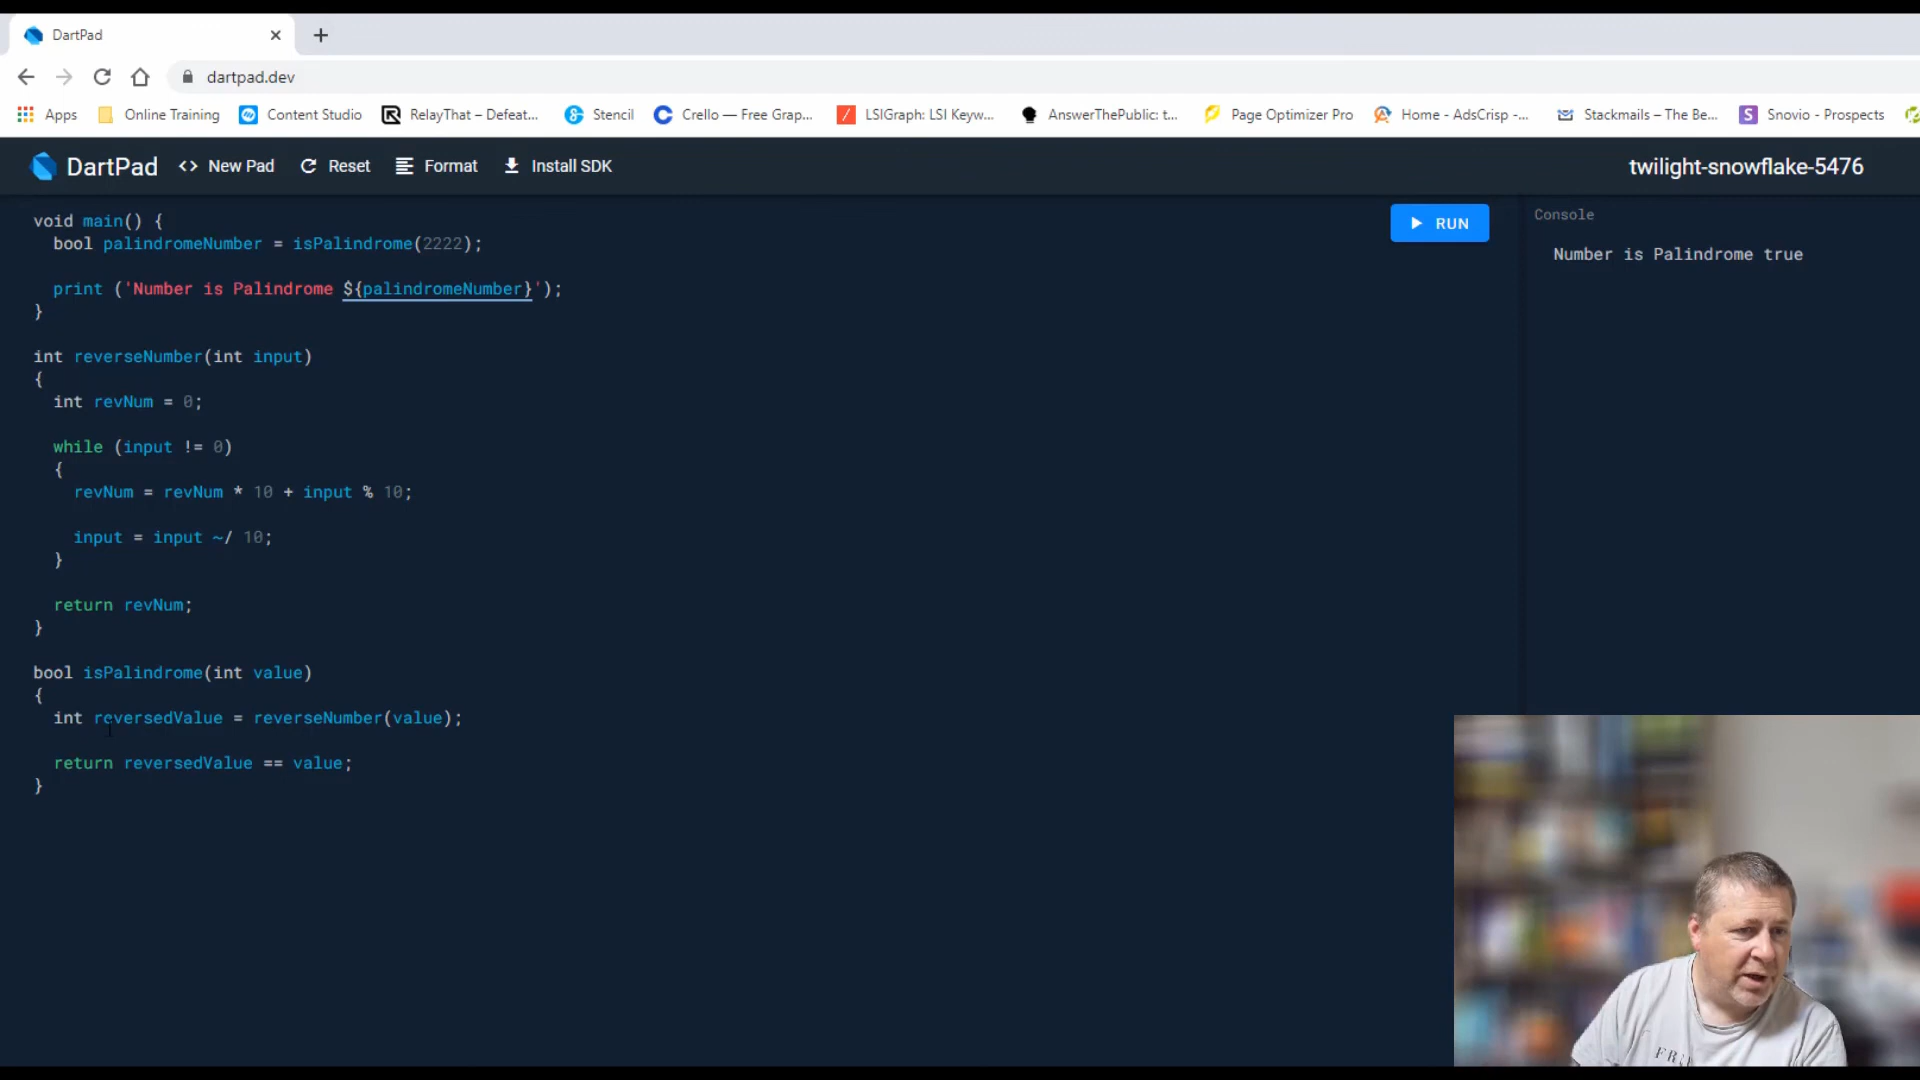 DartPad
dartpad.dev
Apps Online Training Content Studio RelayThat – Defeat... Stencil Crello — Free Grap... LSIGraph: LSI Keyw... AnswerThePublic: t... Page Optimizer Pro Home - AdsCrisp -... Stackmails – The Be... Snovio - Prospects
DartPad <> New Pad Reset Format Install SDK twilight-snowflake-5476
void main() {
bool palindromeNumber = isPalindrome(2222);
print ('Number is Palindrome ${palindromeNumber}');
}
int reverseNumber(int input)
{
int revNum = 0;
while (input != 0)
{
revNum = revNum * 10 + input % 10;
input = input ~/ 10;
}
return revNum;
}
bool isPalindrome(int value)
{
int reversedValue = reverseNumber(value);
return reversedValue == value;
}
RUN
Console
Number is Palindrome true